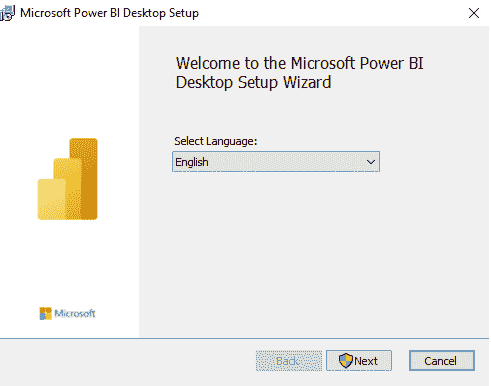 Microsoft Power BI Desktop Setup
Welcome to the Microsoft Power BI
Desktop Setup Wizard
Select Language:
English
Microsoft
Back
Next
Cancel